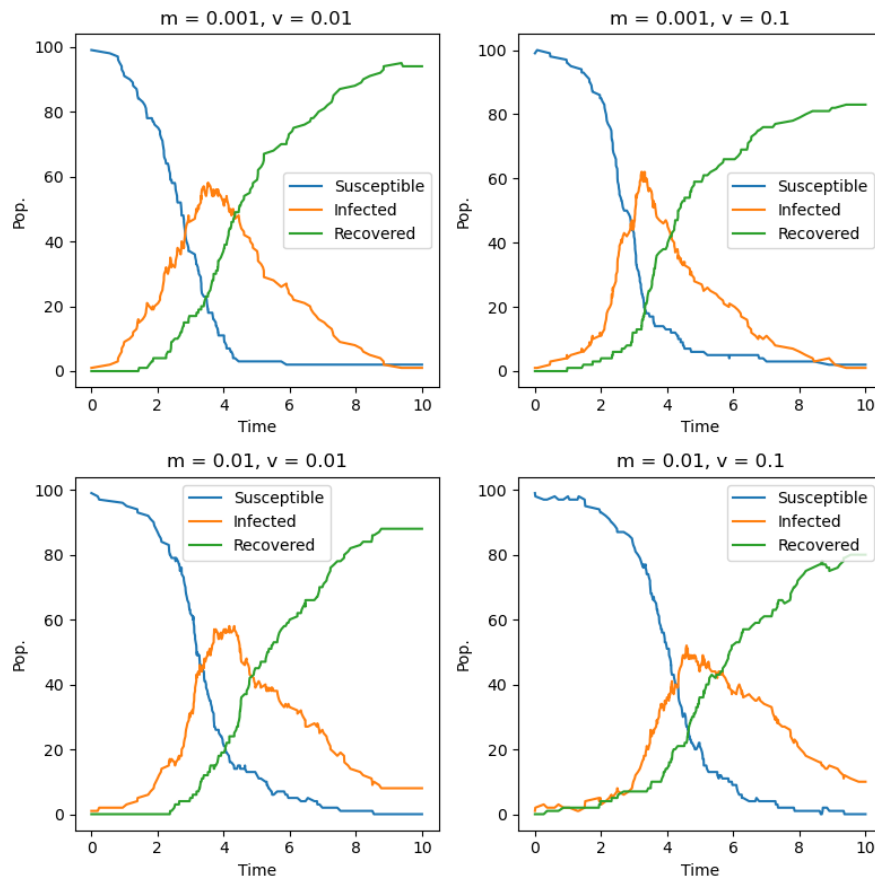 m = 0.001, v = 0.01
100
80
60
40
20
0
Pop.
Susceptible
Infected
Recovered
0 2 4 6 8 10
Time
m = 0.001, v = 0.1
100
80
60
40
20
0
Pop.
Susceptible
Infected
Recovered
0 2 4 6 8 10
Time
m = 0.01, v = 0.01
100
80
60
40
20
0
Pop.
Susceptible
Infected
Recovered
0 2 4 6 8 10
Time
m = 0.01, v = 0.1
100
80
60
40
20
0
Pop.
Susceptible
Infected
Recovered
0 2 4 6 8 10
Time